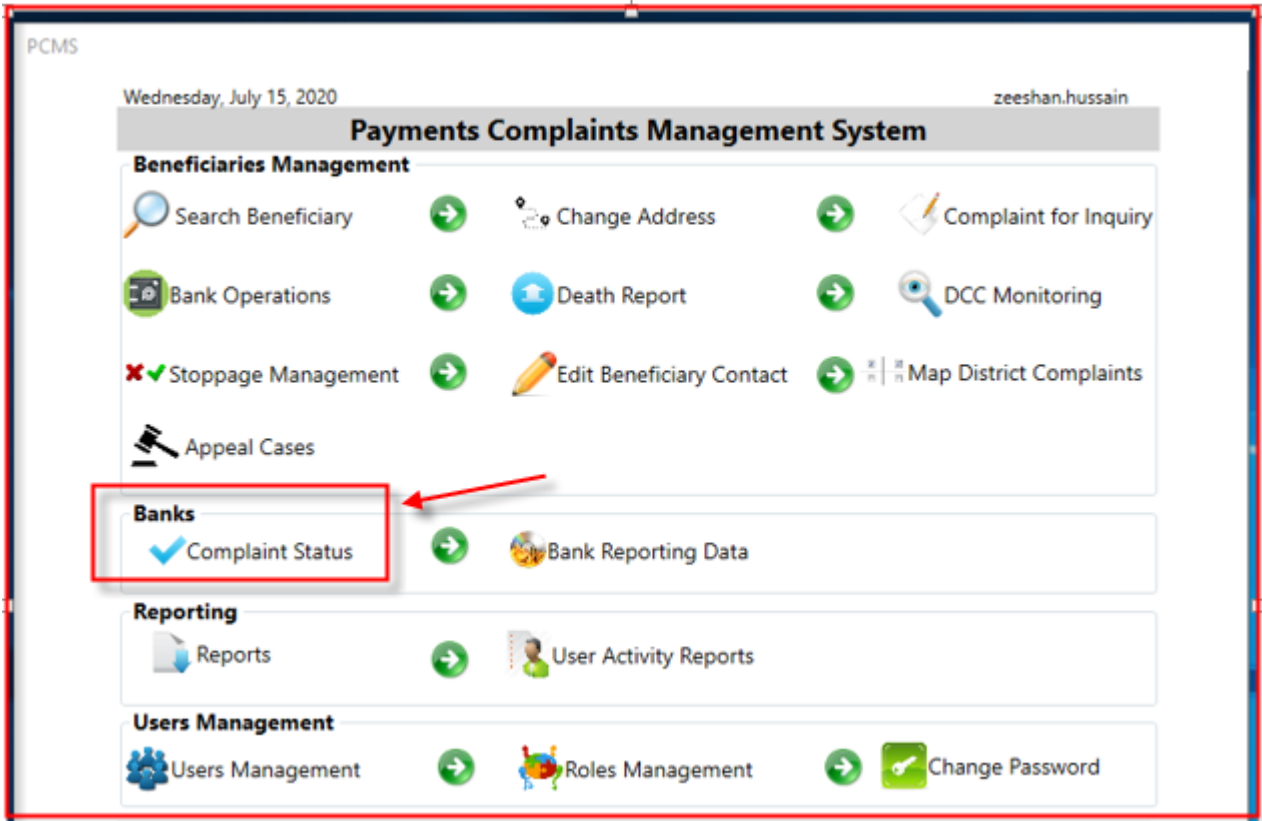 PCMS
Wednesday, July 15, 2020 zeeshan.hussain
Payments Complaints Management System
Beneficiaries Management
Search Beneficiary Change Address Complaint for Inquiry
Bank Operations Death Report DCC Monitoring
Stoppage Management Edit Beneficiary Contact Map District Complaints
Appeal Cases
Banks
Complaint Status Bank Reporting Data
Reporting
Reports User Activity Reports
Users Management
Users Management Roles Management Change Password